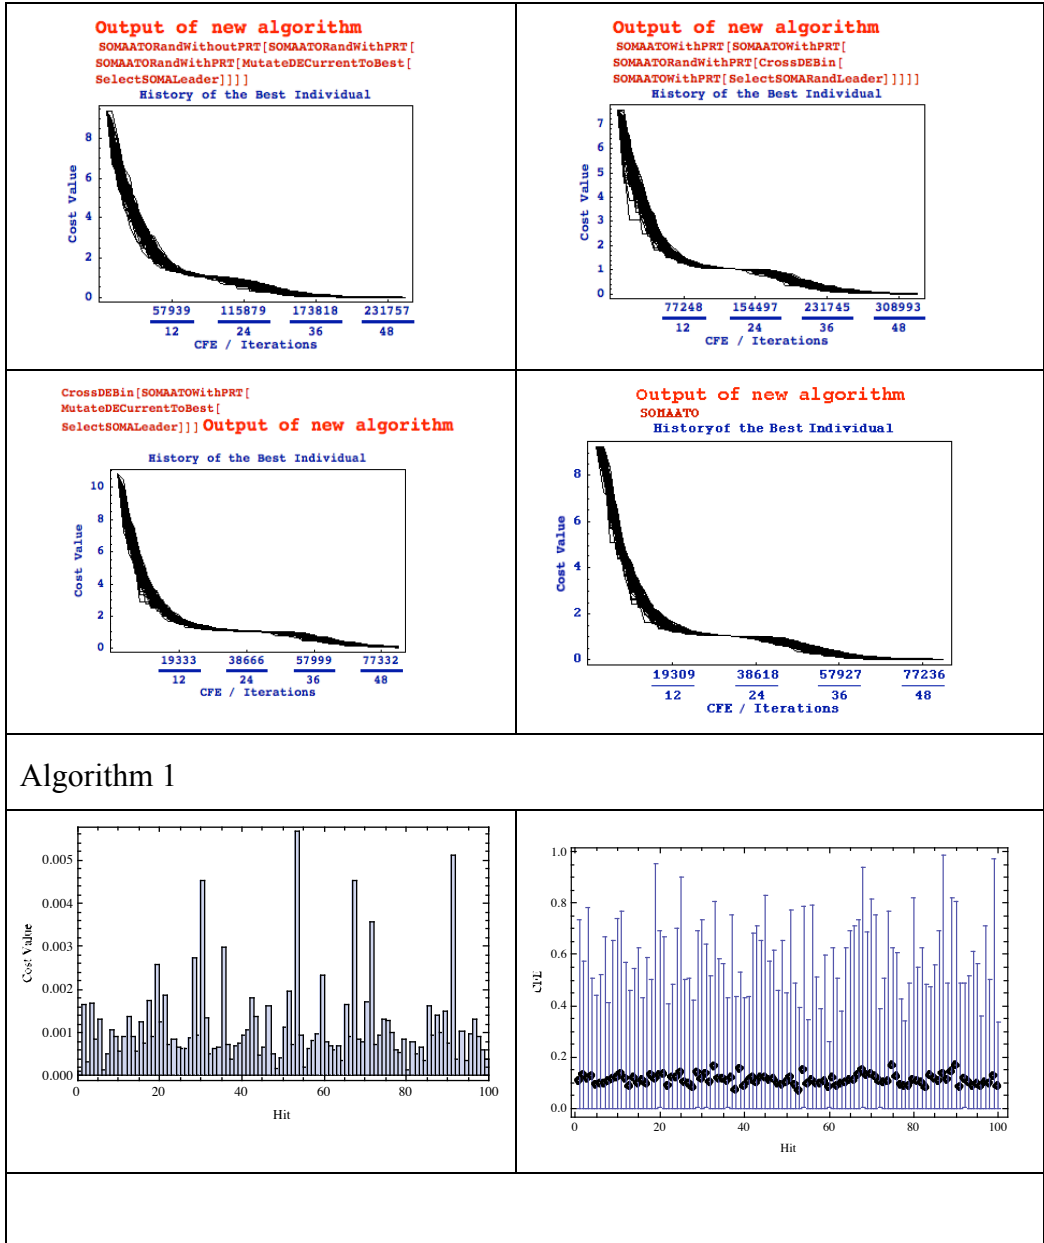 Output of new algorithm
SOMAATORandWithoutPRT[SOMAATORandWithPRT[
SOMAATORandWithPRT[MutateDECurrentToBest[
SelectSOMALeader]]]]
History of the Best Individual
8
6
4
2
0
Cost Value
57939 115879 173818 231757
12 24 36 48
CFE / Iterations
Output of new algorithm
SOMAATOWithPRT[SOMAATOWithPRT[
SOMAATORandWithPRT[CrossDEBin[
SOMAATOWithPRT[SelectSOMARandLeader]]]]]
History of the Best Individual
7
6
5
4
3
2
1
0
Cost Value
77248 154497 231745 308993
12 24 36 48
CFE / Iterations
CrossDEBin[SOMAATOWithPRT[
MutateDECurrentToBest[
SelectSOMALeader]]] Output of new algorithm
History of the Best Individual
10
8
6
4
2
0
Cost Value
19333 38666 57999 77332
12 24 36 48
CFE / Iterations
Output of new algorithm
SOMAATO
History of the Best Individual
8
6
4
2
0
Cost Value
19309 38618 57927 77236
12 24 36 48
CFE / Iterations
Algorithm 1
0.005
0.004
0.003
0.002
0.001
0.000
Cost Value
0 20 40 60 80 100
Hit
1.0
0.8
0.6
0.4
0.2
0.0
CFE
0 20 40 60 80 100
Hit